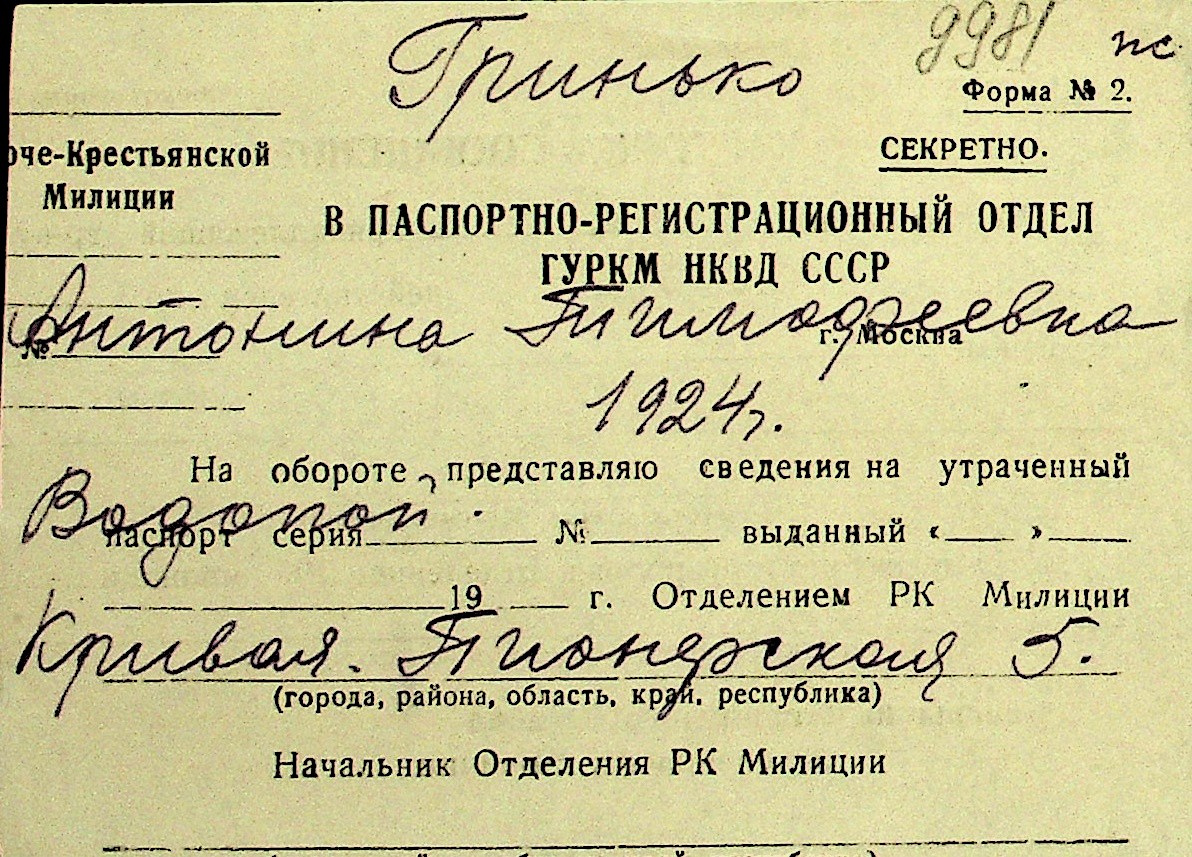 Гринько 9981 пс
Форма № 2.
оче-Крестьянской СЕКРЕТНО.
Милиции
В ПАСПОРТНО-РЕГИСТРАЦИОННЫЙ ОТДЕЛ
ГУРКМ НКВД СССР
Антонина Тимофеевна
№ г. Москва
1924 г.
На обороте представляю сведения на утраченный
Водопой.
паспорт серия № выданный « »
19 г. Отделением РК Милиции
Кривая. Пионерская 5.
(города, района, область, край, республика)
Начальник Отделения РК Милиции